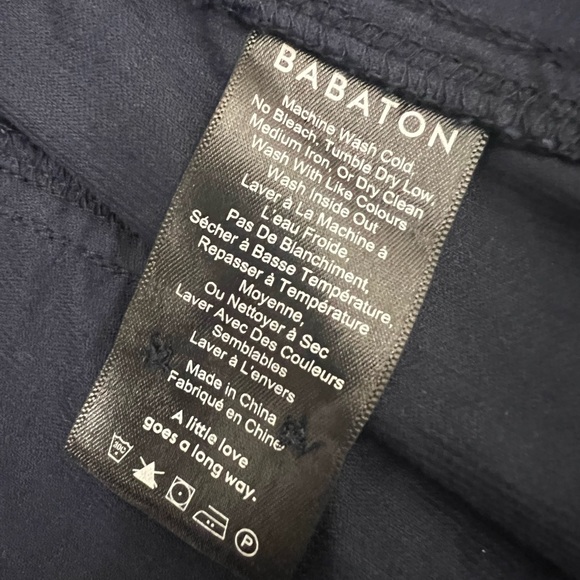 BABATON
Machine Wash Cold,
No Bleach, Tumble Dry Low,
Medium Iron, Or Dry Clean
Wash With Like Colours
Wash Inside Out
Laver à La Machine à
L'eau Froide,
Pas De Blanchiment,
Sécher à Basse Température,
Repasser à Température
Moyenne,
Ou Nettoyer à Sec
Laver Avec Des Couleurs
Semblables
Laver à L'envers
Made in China
Fabriqué en Chine
A little love
goes a long way.
30C
P